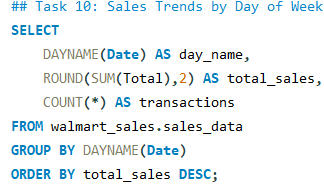 ## Task 10: Sales Trends by Day of Week
SELECT
DAYNAME(Date) AS day_name,
ROUND(SUM(Total),2) AS total_sales,
COUNT(*) AS transactions
FROM walmart_sales.sales_data
GROUP BY DAYNAME(Date)
ORDER BY total_sales DESC;